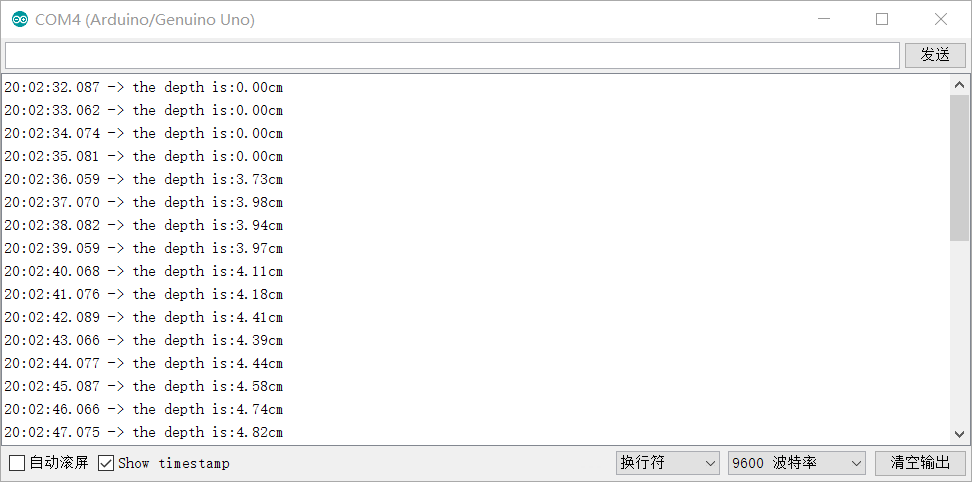 COM4 (Arduino/Genuino Uno)
发送
20:02:32.087 -> the depth is:0.00cm
20:02:33.062 -> the depth is:0.00cm
20:02:34.074 -> the depth is:0.00cm
20:02:35.081 -> the depth is:0.00cm
20:02:36.059 -> the depth is:3.73cm
20:02:37.070 -> the depth is:3.98cm
20:02:38.082 -> the depth is:3.94cm
20:02:39.059 -> the depth is:3.97cm
20:02:40.068 -> the depth is:4.11cm
20:02:41.076 -> the depth is:4.18cm
20:02:42.089 -> the depth is:4.41cm
20:02:43.066 -> the depth is:4.39cm
20:02:44.077 -> the depth is:4.44cm
20:02:45.087 -> the depth is:4.58cm
20:02:46.066 -> the depth is:4.74cm
20:02:47.075 -> the depth is:4.82cm
自动滚屏 Show timestamp 换行符 9600 波特率 清空输出